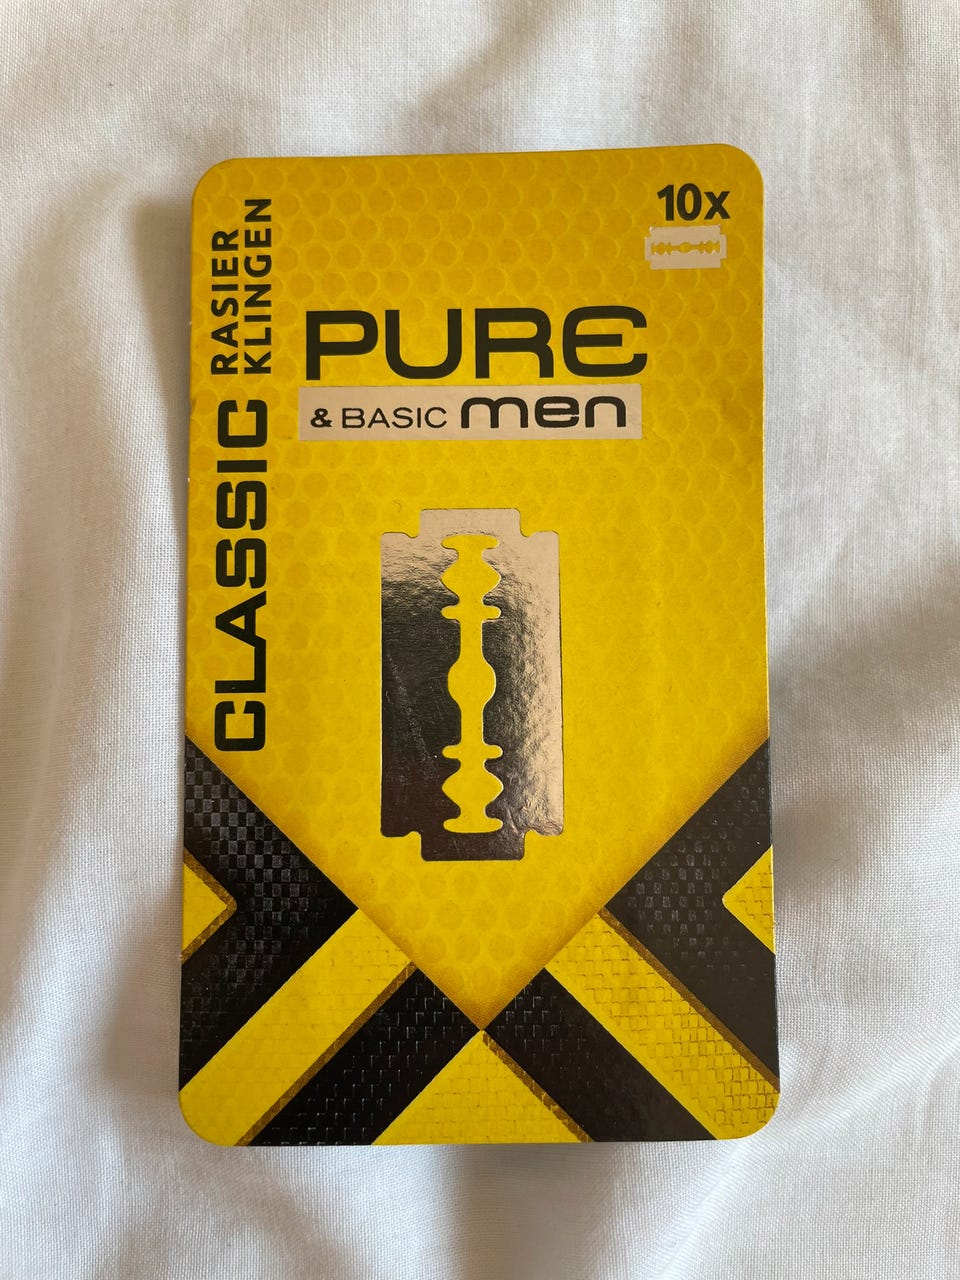 10x
PURE
& BASIC men
CLASSIC RASIER
KLINGEN